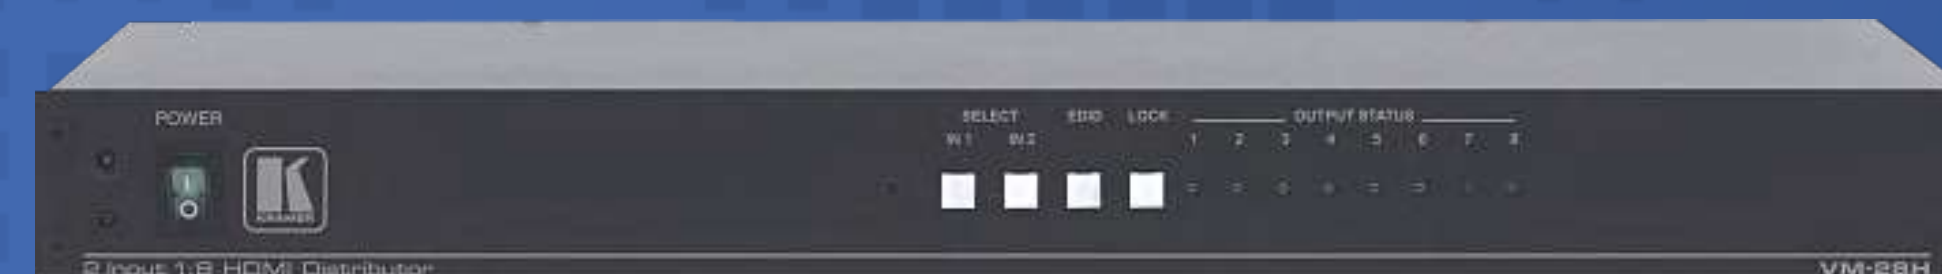 POWER
SELECT EDID LOCK OUTPUT STATUS
IN 1 IN 2 1 2 3 4 5 6 7 8
I
O
K
KRAMER
2 Input 1:8 HDMI Distributor
VM-28H